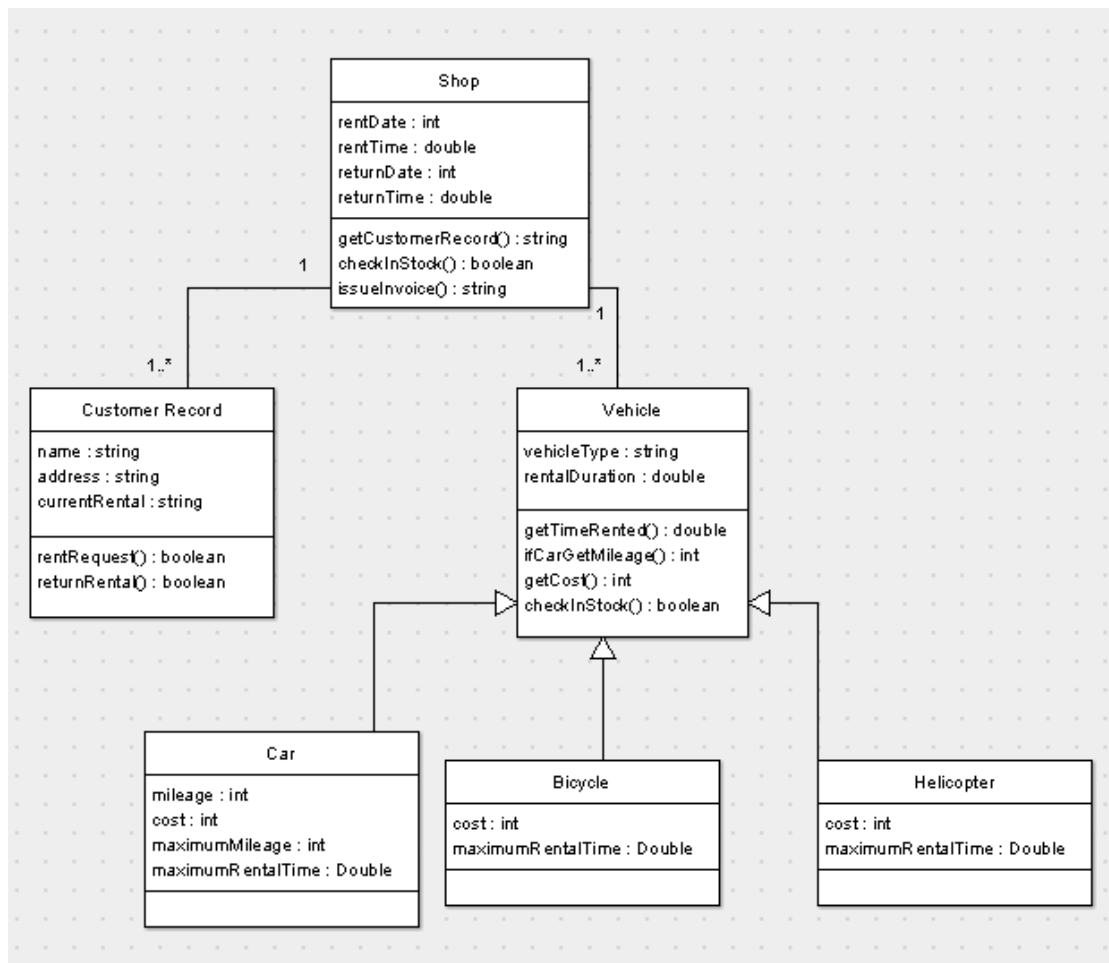 Shop
rentDate : int
rentTime : double
returnDate : int
returnTime : double
getCustomerRecord() : string
checkInStock() : boolean
issueInvoice() : string
1
1
1..*
1..*
Customer Record
name : string
address : string
currentRental : string
rentRequest() : boolean
returnRental() : boolean
Vehicle
vehicleType : string
rentalDuration : double
getTimeRented() : double
ifCarGetMileage() : int
getCost() : int
checkInStock() : boolean
Car
mileage : int
cost : int
maximumMileage : int
maximumRentalTime : Double
Bicycle
cost : int
maximumRentalTime : Double
Helicopter
cost : int
maximumRentalTime : Double